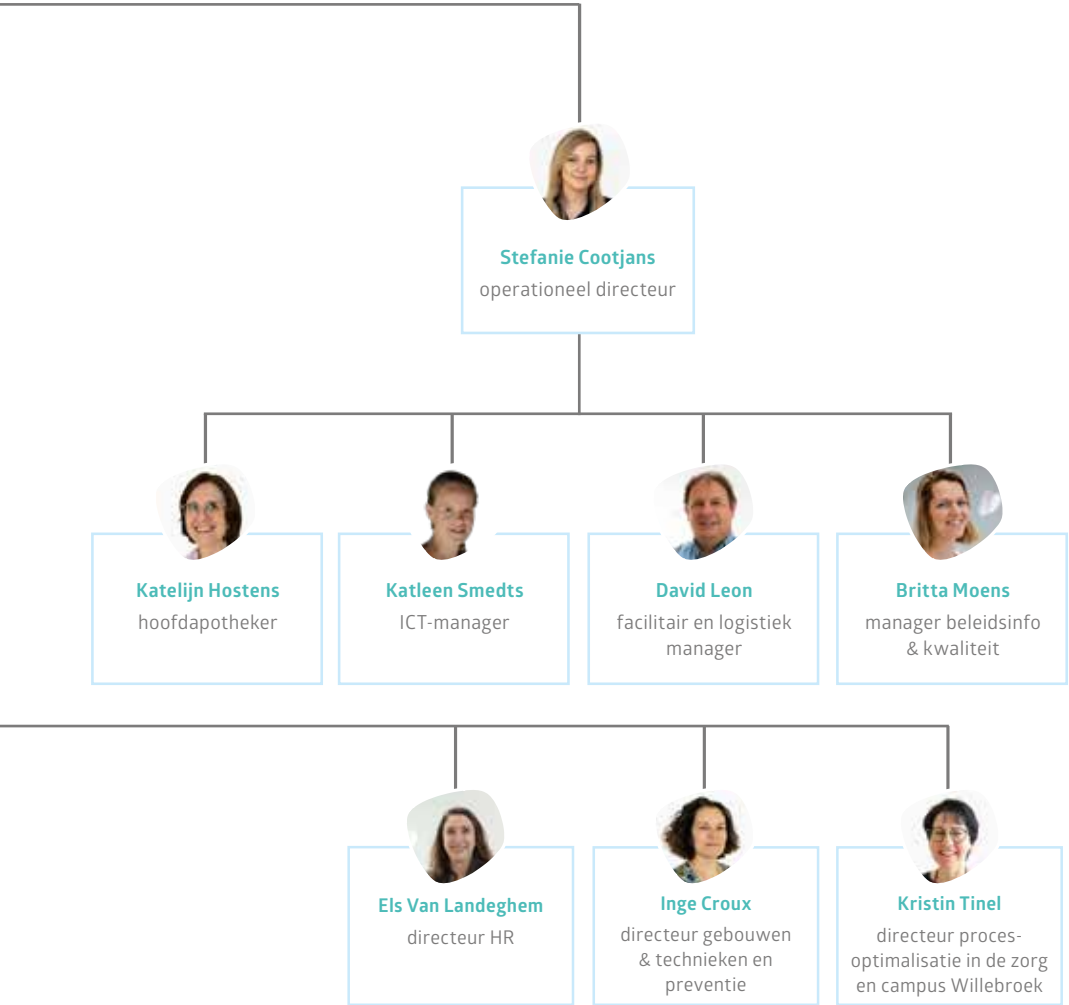 Stefanie Cootjans
operationeel directeur
Katelijn Hostens
hoofdapotheker
Katleen Smedts
ICT-manager
David Leon
facilitair en logistiek
manager
Britta Moens
manager beleidsinfo
& kwaliteit
Els Van Landeghem
directeur HR
Inge Croux
directeur gebouwen
& technieken en
preventie
Kristin Tinel
directeur proces-
optimalisatie in de zorg
en campus Willebroek